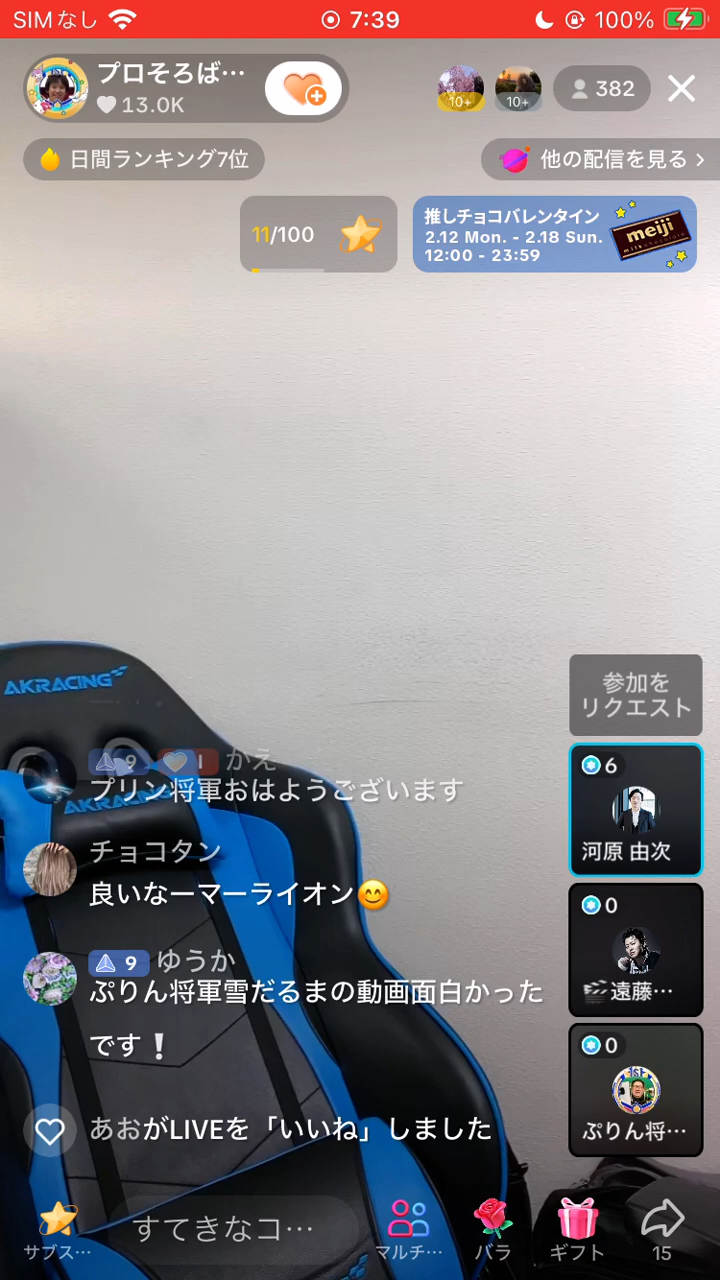 SIMなし 7:39 100%
プロそろば…
13.0K
10+
10+
382
日間ランキング7位
他の配信を見る
11/100
推しチョコバレンタイン
2.12 Mon. - 2.18 Sun.
12:00 - 23:59
meiji
milk chocolate
AKRACING
参加を
リクエスト
6
河原 由次
0
遠藤…
0
1ST
ぷりん将…
9 I かえ
プリン将軍おはようございます
AKRACING
チョコタン
良いなーマーライオン😊
9 ゆうか
ぷりん将軍雪だるまの動画面白かった
です❗
あおがLIVEを「いいね」しました
サブス…
すてきなコ…
マルチ…
バラ
ギフト
15
AKRACING